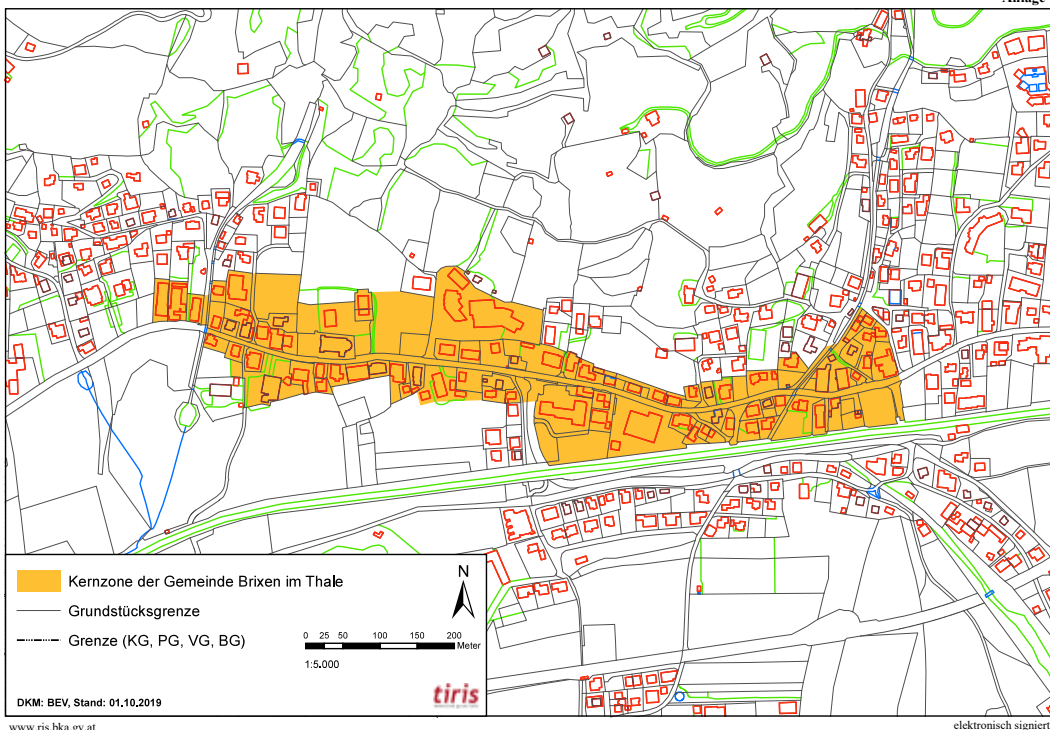 Anlage
Kernzone der Gemeinde Brixen im Thale
Grundstücksgrenze
Grenze (KG, PG, VG, BG)
N
0 25 50 100 150 200
Meter
1:5.000
DKM: BEV, Stand: 01.10.2019
tiris
www.ris.bka.gv.at
elektronisch signiert